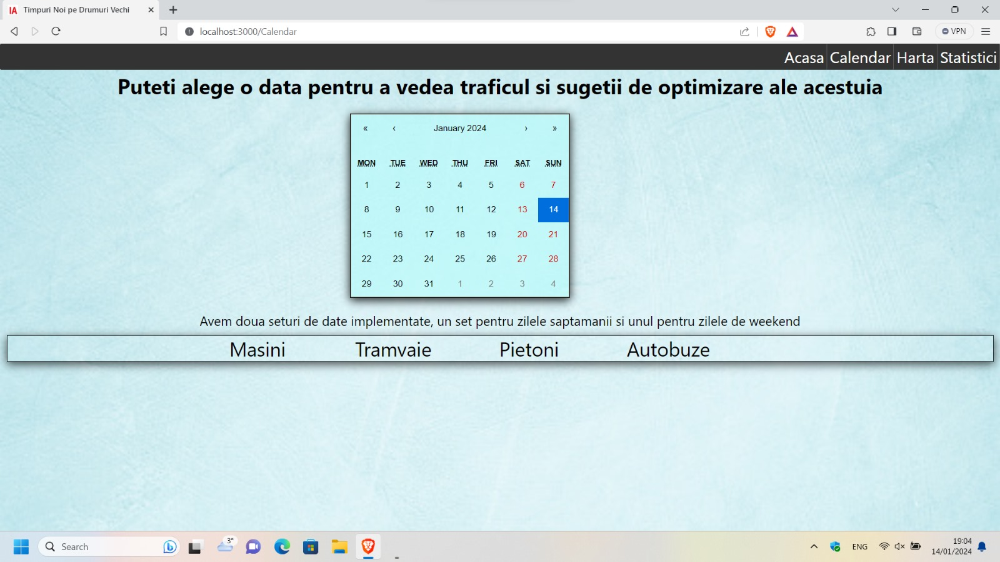 IA Timpuri Noi pe Drumuri Vechi
localhost:3000/Calendar
VPN
Acasa Calendar Harta Statistici
Puteti alege o data pentru a vedea traficul si sugetii de optimizare ale acestuia
« ‹ January 2024 › »
MON TUE WED THU FRI SAT SUN
1 2 3 4 5 6 7
8 9 10 11 12 13 14
15 16 17 18 19 20 21
22 23 24 25 26 27 28
29 30 31 1 2 3 4
Avem doua seturi de date implementate, un set pentru zilele saptamanii si unul pentru zilele de weekend
Masini Tramvaie Pietoni Autobuze
Search
3°
ENG
19:04
14/01/2024